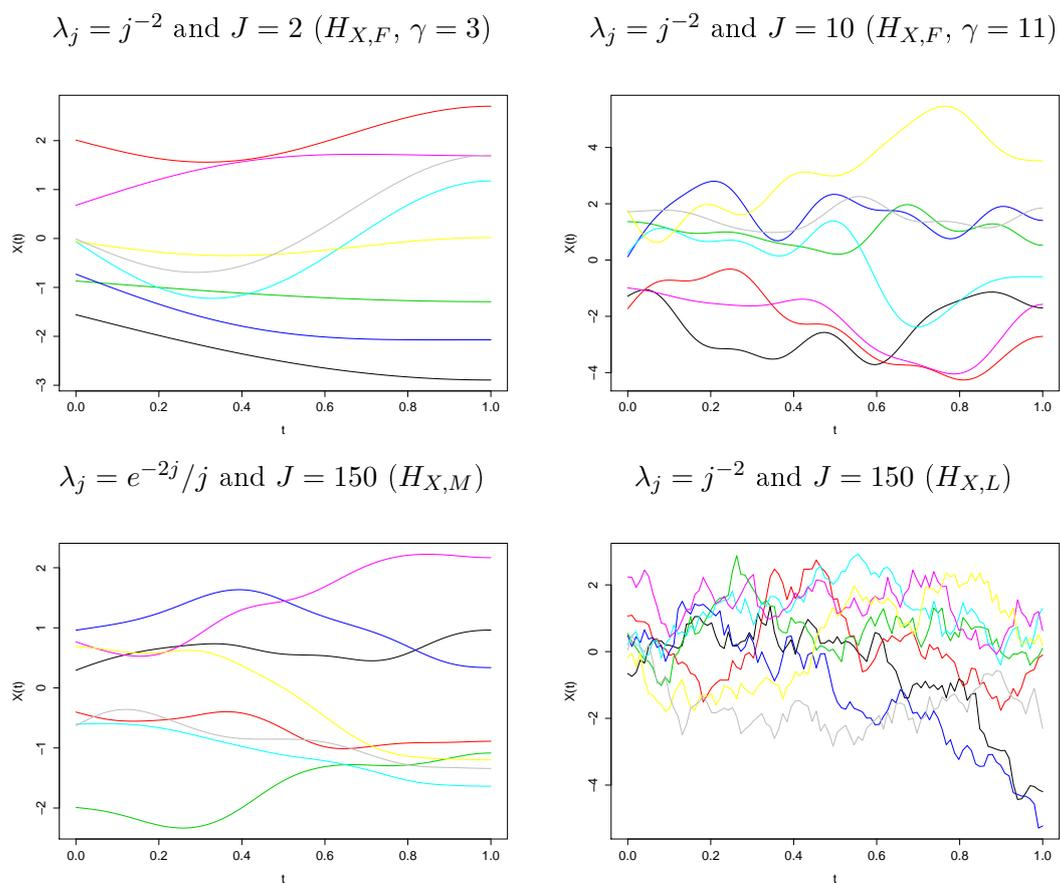 λ_j = j^{-2} and J = 2 (H_{X,F}, γ = 3)
λ_j = j^{-2} and J = 10 (H_{X,F}, γ = 11)
X(t)
2
1
0
-1
-2
-3
0.0 0.2 0.4 0.6 0.8 1.0
t
X(t)
4
2
0
-2
-4
0.0 0.2 0.4 0.6 0.8 1.0
t
λ_j = e^{-2j}/j and J = 150 (H_{X,M})
λ_j = j^{-2} and J = 150 (H_{X,L})
X(t)
2
1
0
-1
-2
0.0 0.2 0.4 0.6 0.8 1.0
t
X(t)
2
0
-2
-4
0.0 0.2 0.4 0.6 0.8 1.0
t